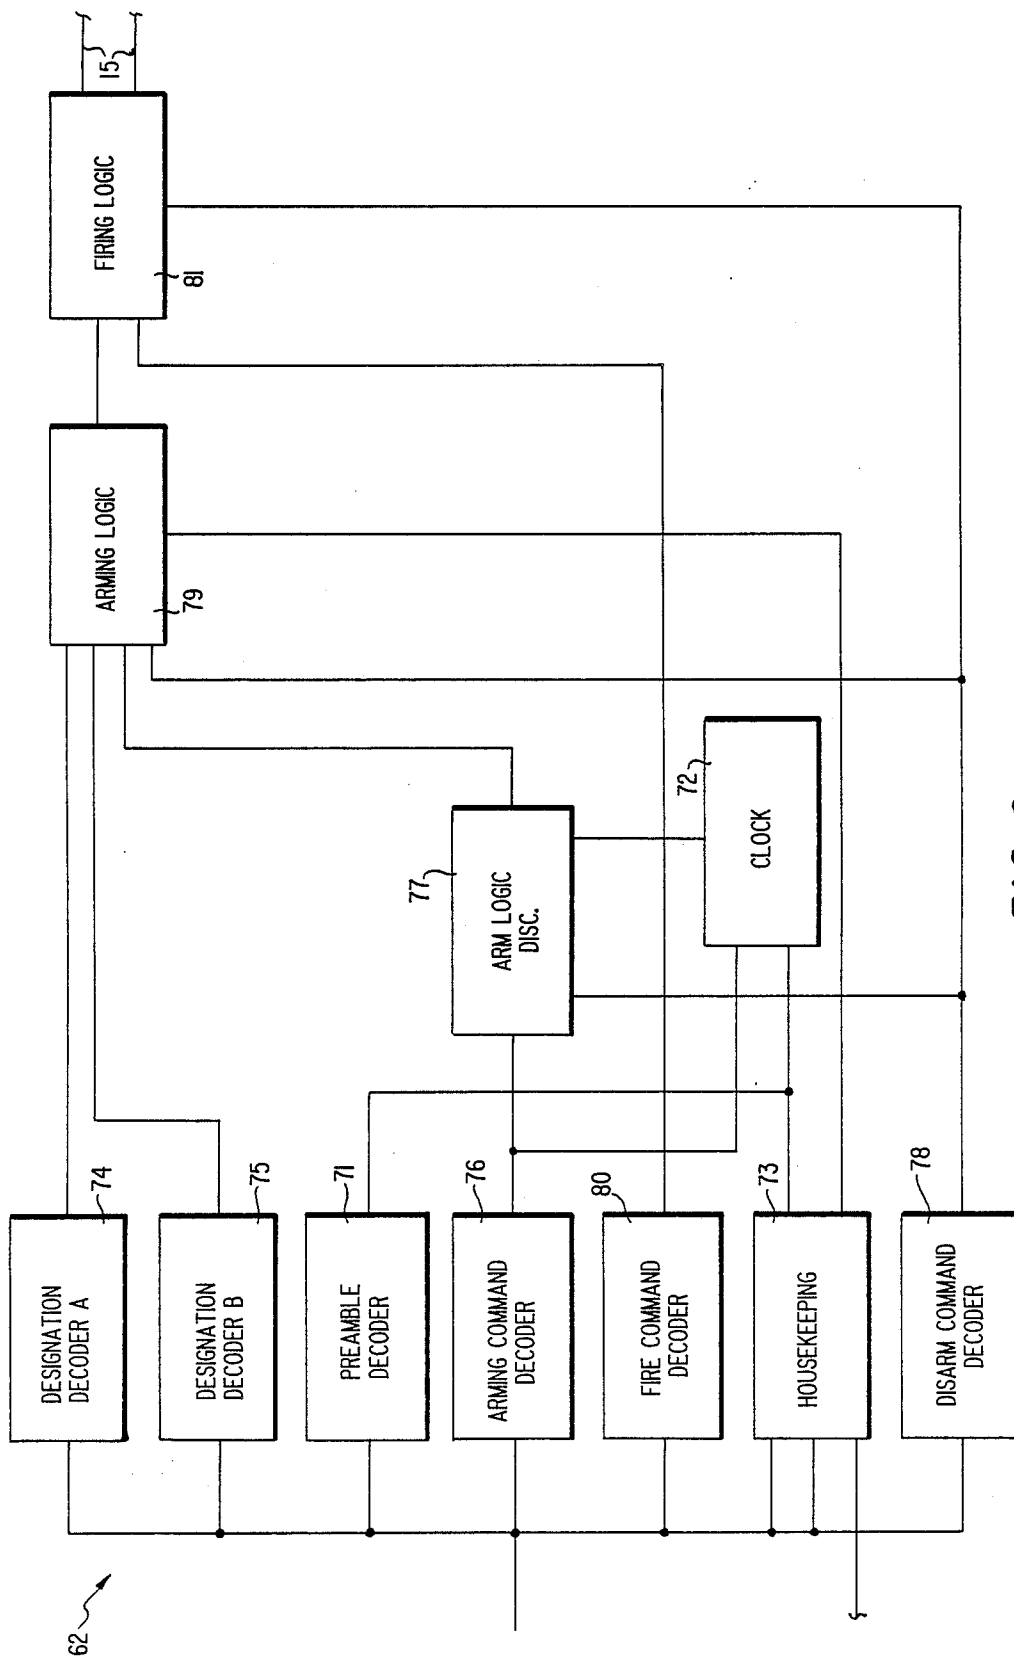 62
DESIGNATION
DECODER A
74
DESIGNATION
DECODER B
75
PREAMBLE
DECODER
71
ARMING COMMAND
DECODER
76
FIRE COMMAND
DECODER
80
HOUSEKEEPING
73
DISARM COMMAND
DECODER
78
ARM LOGIC
DISC.
77
CLOCK
72
ARMING LOGIC
79
FIRING LOGIC
81
15